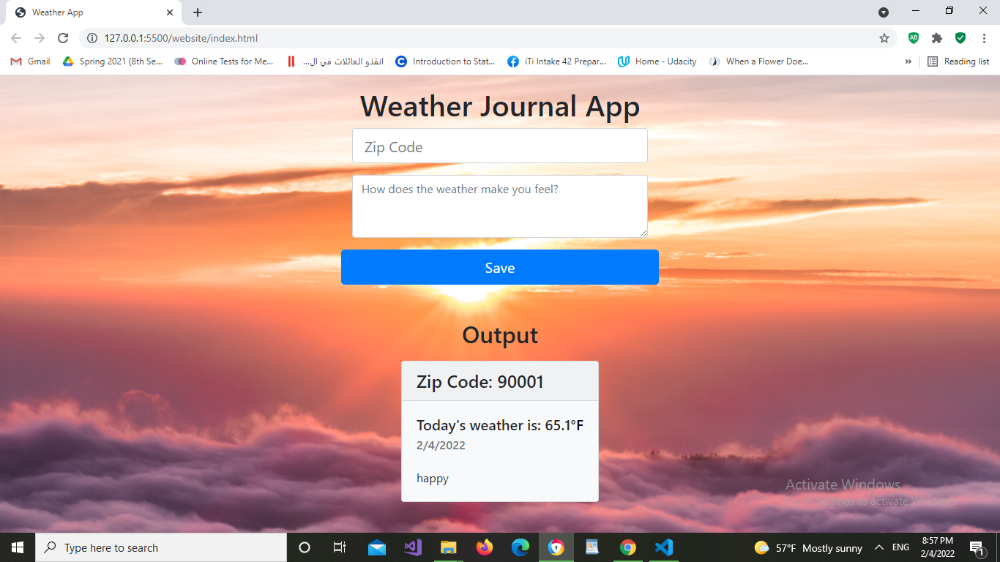 Weather App
127.0.0.1:5500/website/index.html
Gmail
Spring 2021 (8th Se...
Online Tests for Me...
انقذو العائلات في ال...
Introduction to Stat...
iTi Intake 42 Prepar...
Home - Udacity
When a Flower Doe...
»
Reading list
Weather Journal App
Zip Code
How does the weather make you feel?
Save
Output
Zip Code: 90001
Today's weather is: 65.1°F
2/4/2022
happy
Activate Windows
Go to Settings to activate Windows.
Type here to search
57°F Mostly sunny
ENG
8:57 PM
2/4/2022
1